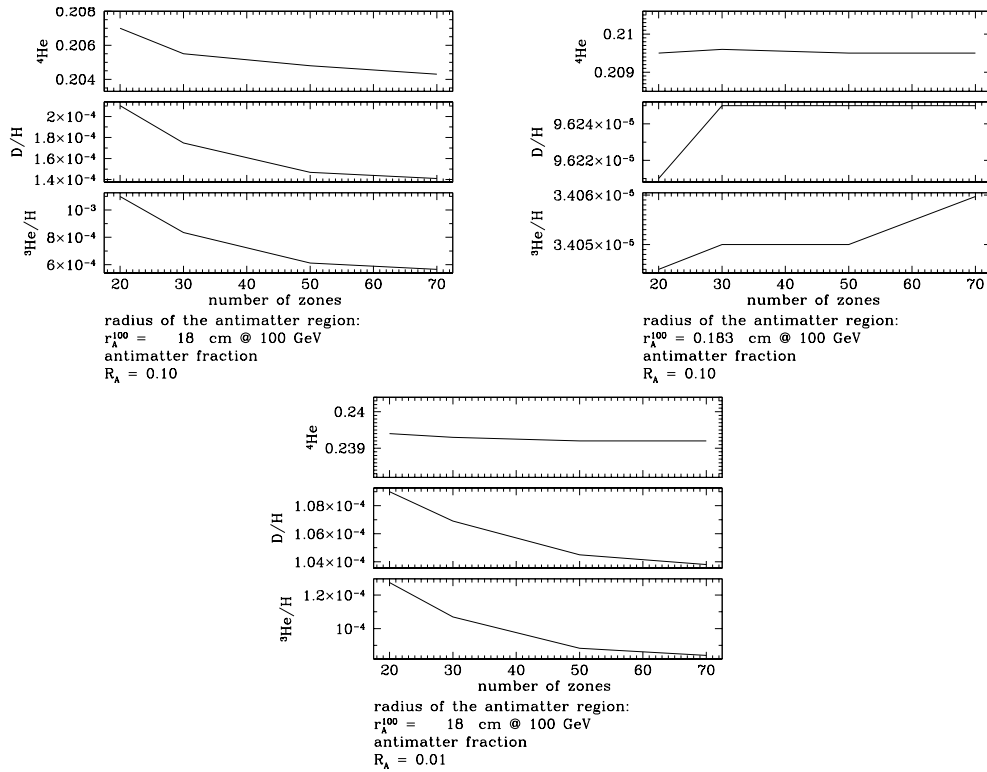 0.208
0.206
0.204
⁴He
2×10⁻⁴
1.8×10⁻⁴
1.6×10⁻⁴
1.4×10⁻⁴
D/H
10⁻³
8×10⁻⁴
6×10⁻⁴
³He/H
20 30 40 50 60 70
number of zones
radius of the antimatter region:
r_A^100 = 18 cm @ 100 GeV
antimatter fraction
R_A = 0.10
0.21
0.209
⁴He
9.624×10⁻⁵
9.622×10⁻⁵
D/H
3.406×10⁻⁵
3.405×10⁻⁵
³He/H
20 30 40 50 60 70
number of zones
radius of the antimatter region:
r_A^100 = 0.183 cm @ 100 GeV
antimatter fraction
R_A = 0.10
0.24
0.239
⁴He
1.08×10⁻⁴
1.06×10⁻⁴
1.04×10⁻⁴
D/H
1.2×10⁻⁴
10⁻⁴
³He/H
20 30 40 50 60 70
number of zones
radius of the antimatter region:
r_A^100 = 18 cm @ 100 GeV
antimatter fraction
R_A = 0.01